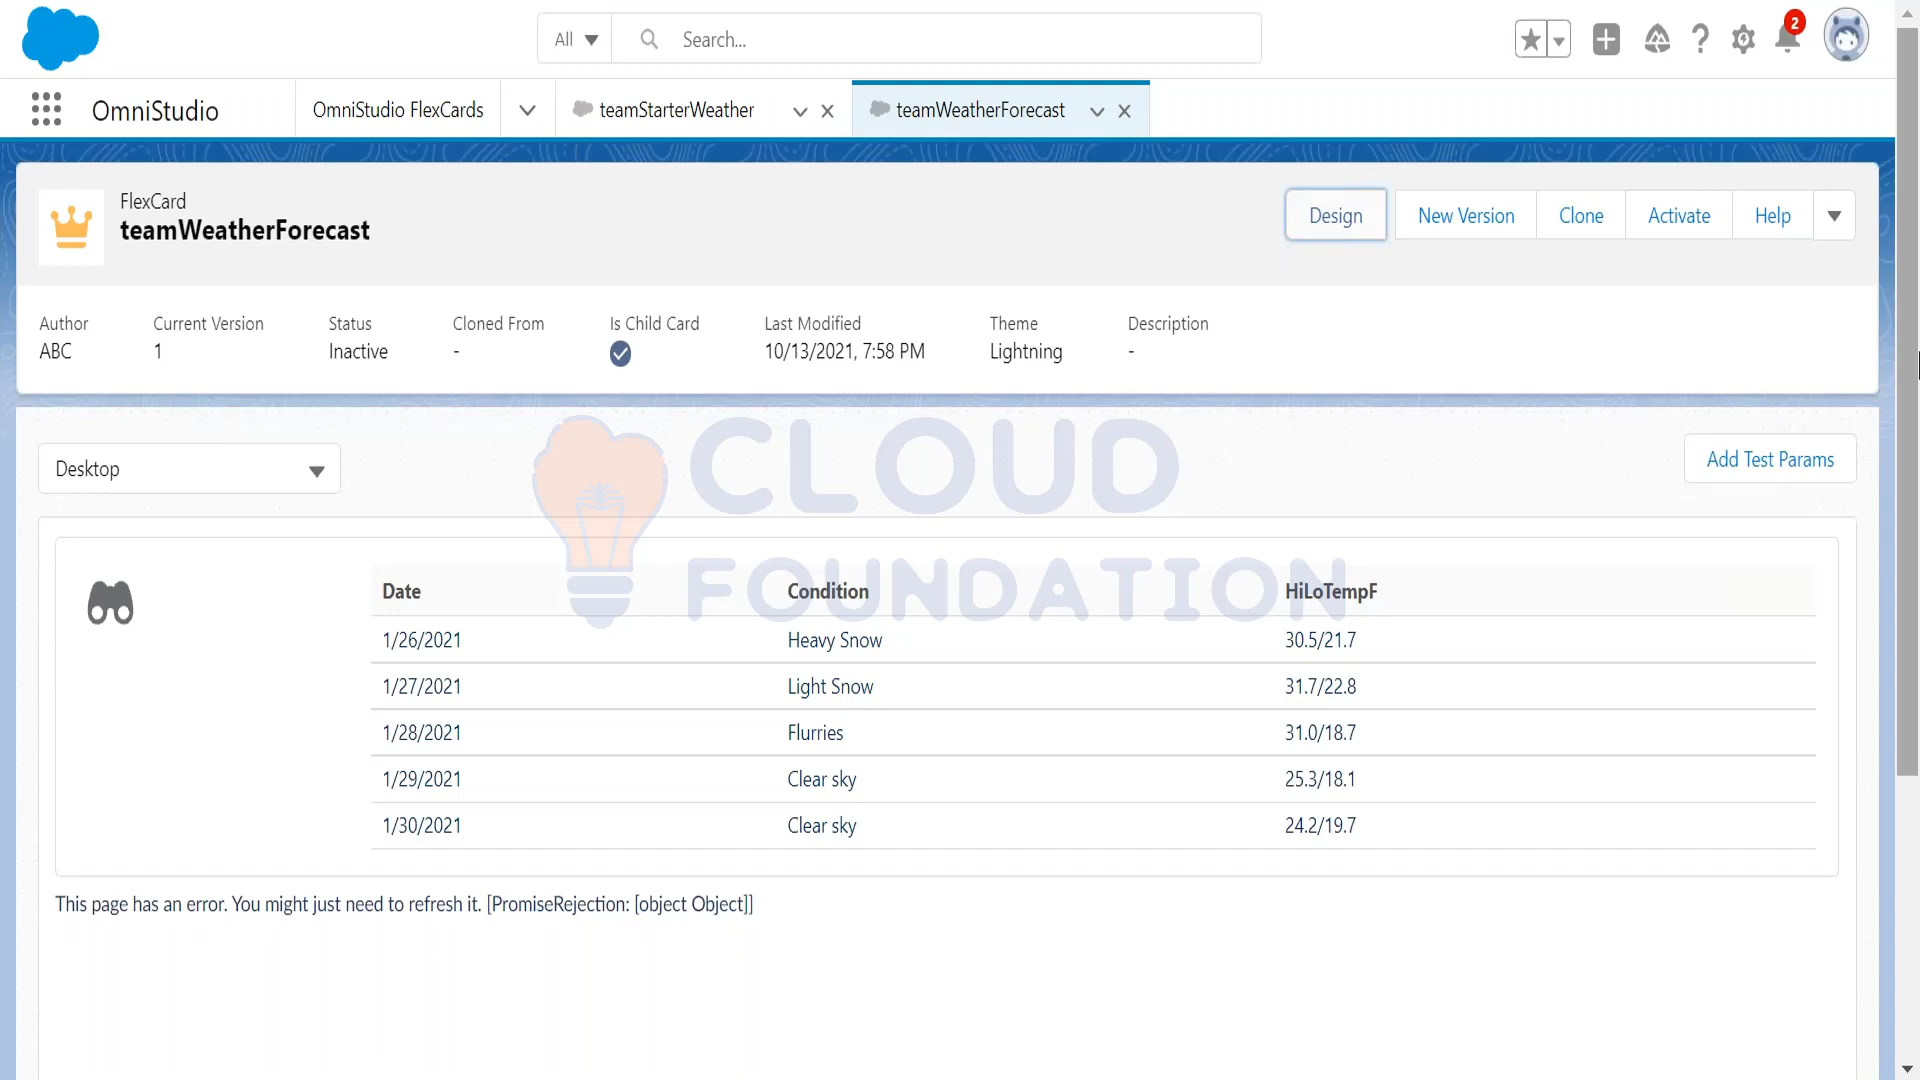 All Search... 2
OmniStudio OmniStudio FlexCards teamStarterWeather teamWeatherForecast
FlexCard
teamWeatherForecast
Design New Version Clone Activate Help
Author Current Version Status Cloned From Is Child Card Last Modified Theme Description
ABC 1 Inactive - 10/13/2021, 7:58 PM Lightning -
CLOUD
FOUNDATION
Desktop Add Test Params
Date Condition HiLoTempF
1/26/2021 Heavy Snow 30.5/21.7
1/27/2021 Light Snow 31.7/22.8
1/28/2021 Flurries 31.0/18.7
1/29/2021 Clear sky 25.3/18.1
1/30/2021 Clear sky 24.2/19.7
This page has an error. You might just need to refresh it. [PromiseRejection: [object Object]]